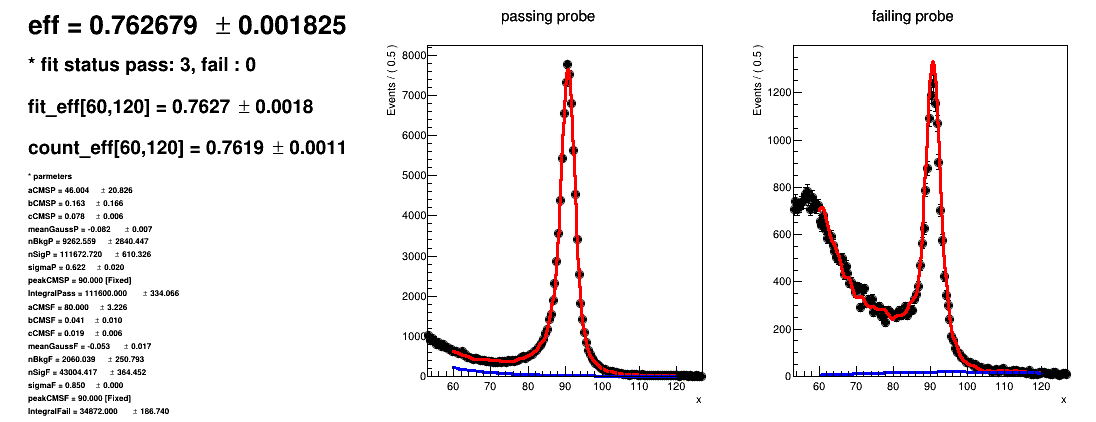 eff = 0.762679 ± 0.001825
* fit status pass: 3, fail : 0
fit_eff[60,120] = 0.7627 ± 0.0018
count_eff[60,120] = 0.7619 ± 0.0011
* parmeters
aCMSP = 46.004 ± 20.826
bCMSP = 0.163 ± 0.166
cCMSP = 0.078 ± 0.006
meanGaussP = -0.082 ± 0.007
nBkgP = 9262.559 ± 2840.447
nSigP = 111672.720 ± 610.326
sigmaP = 0.622 ± 0.020
peakCMSP = 90.000 [Fixed]
IntegralPass = 111600.000 ± 334.066
aCMSF = 80.000 ± 3.226
bCMSF = 0.041 ± 0.010
cCMSF = 0.019 ± 0.006
meanGaussF = -0.053 ± 0.017
nBkgF = 2060.039 ± 250.793
nSigF = 43004.417 ± 364.452
sigmaF = 0.850 ± 0.000
peakCMSF = 90.000 [Fixed]
IntegralFail = 34872.000 ± 186.740
passing probe
Events / ( 0.5 )
8000
7000
6000
5000
4000
3000
2000
1000
0
60 70 80 90 100 110 120
x
failing probe
Events / ( 0.5 )
1200
1000
800
600
400
200
0
60 70 80 90 100 110 120
x